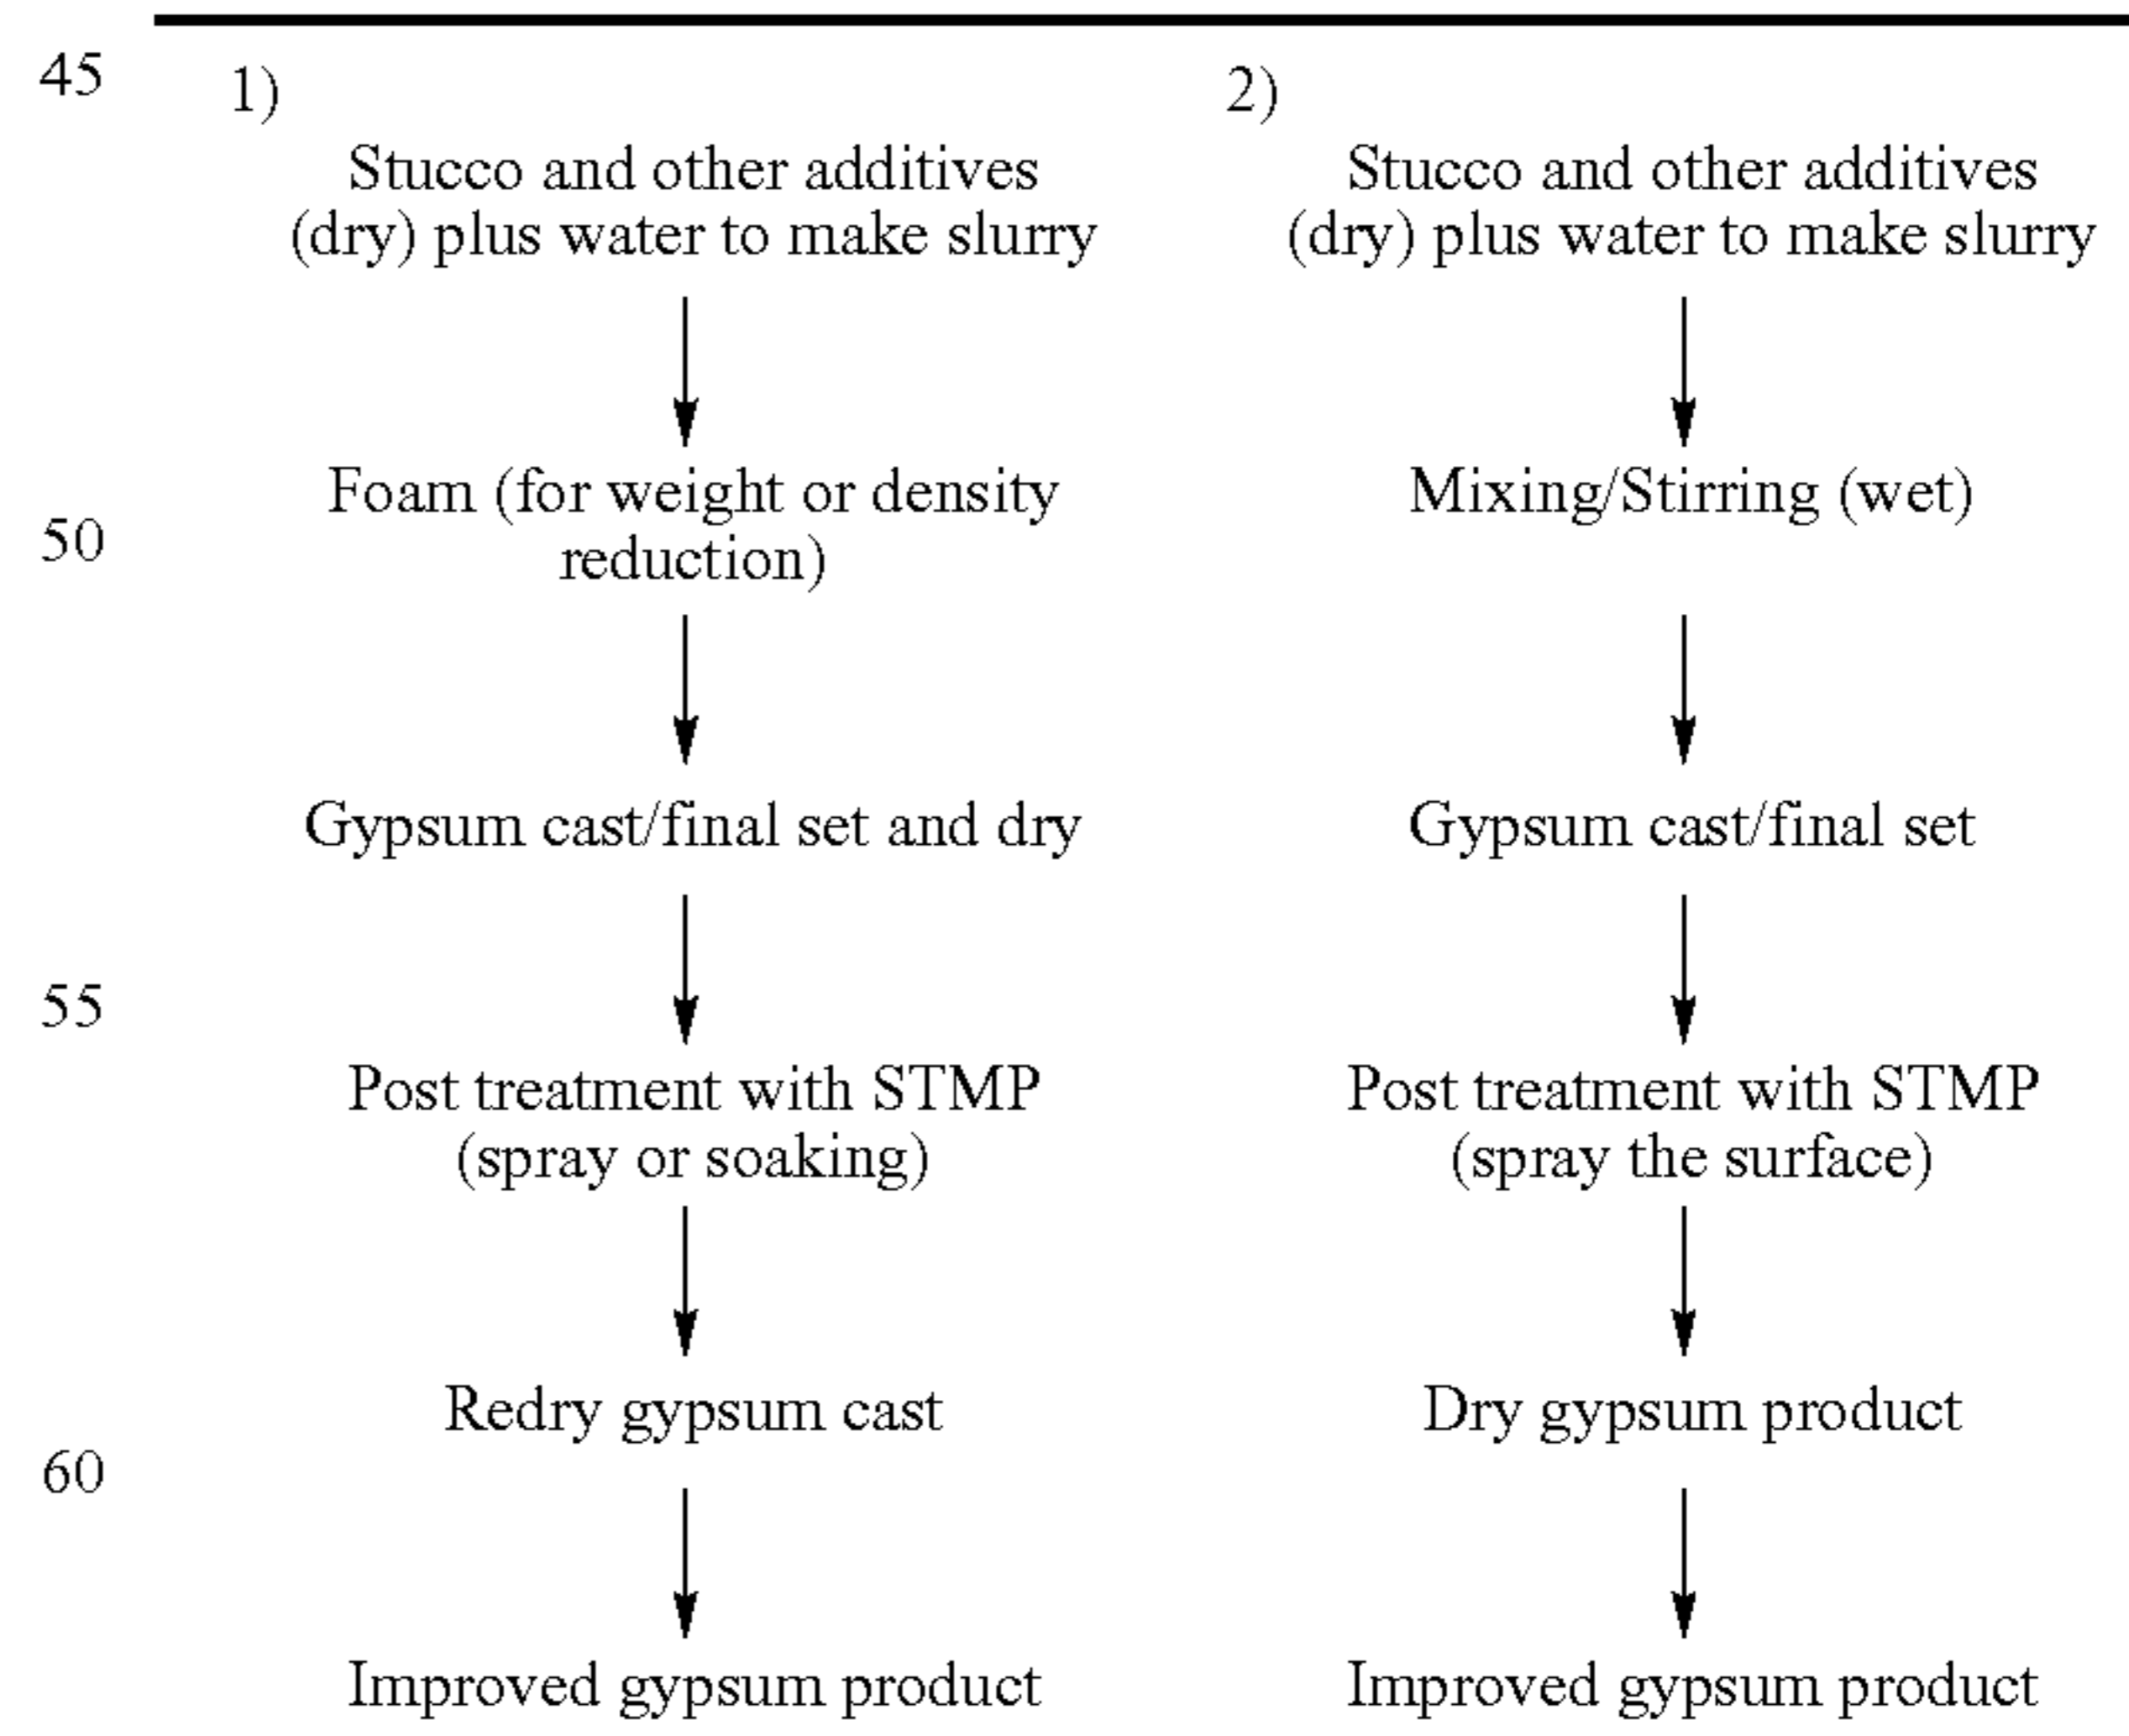 45
1)
Stucco and other additives
(dry) plus water to make slurry
Foam (for weight or density
50
reduction)
Gypsum cast/final set and dry
55
Post treatment with STMP
(spray or soaking)
Redry gypsum cast
60
Improved gypsum product
2)
Stucco and other additives
(dry) plus water to make slurry
Mixing/Stirring (wet)
Gypsum cast/final set
Post treatment with STMP
(spray the surface)
Dry gypsum product
Improved gypsum product